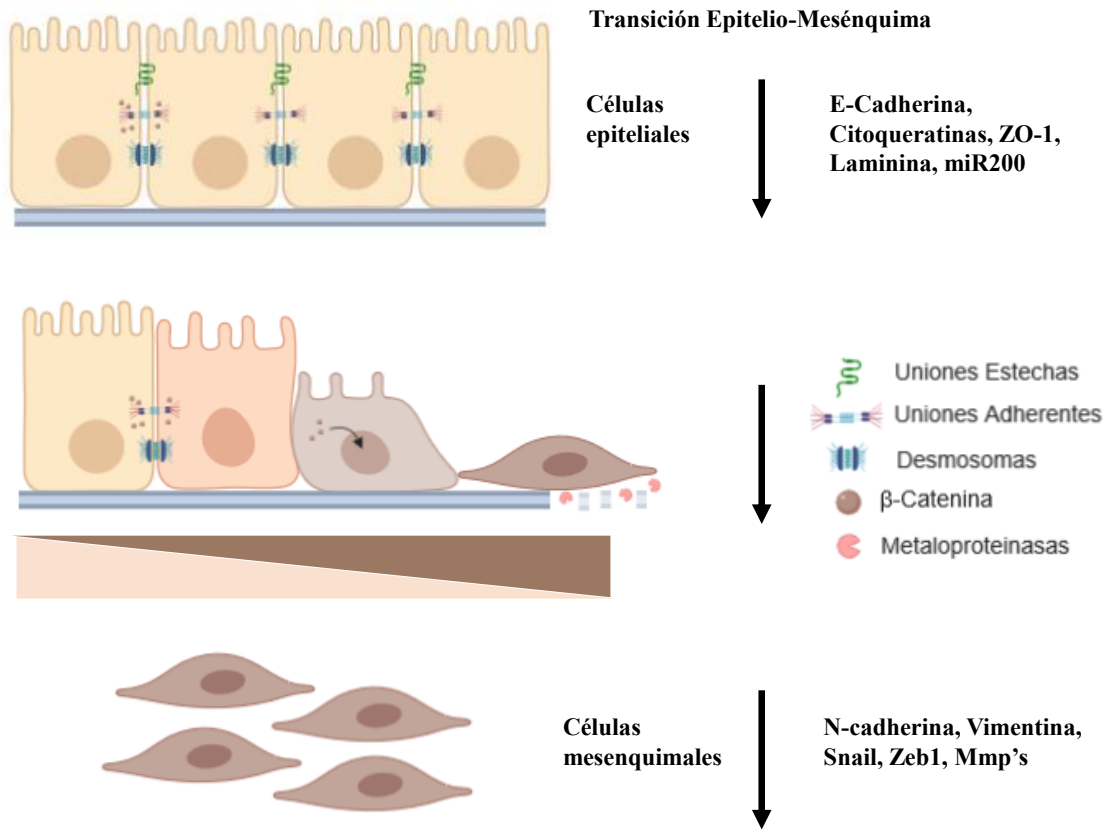 Transición Epitelio-Mesénquima
Células
epiteliales
E-Cadherina,
Citoqueratinas, ZO-1,
Laminina, miR200
Uniones Estechas
Uniones Adherentes
Desmosomas
β-Catenina
Metaloproteinasas
Células
mesenquimales
N-cadherina, Vimentina,
Snail, Zeb1, Mmp’s